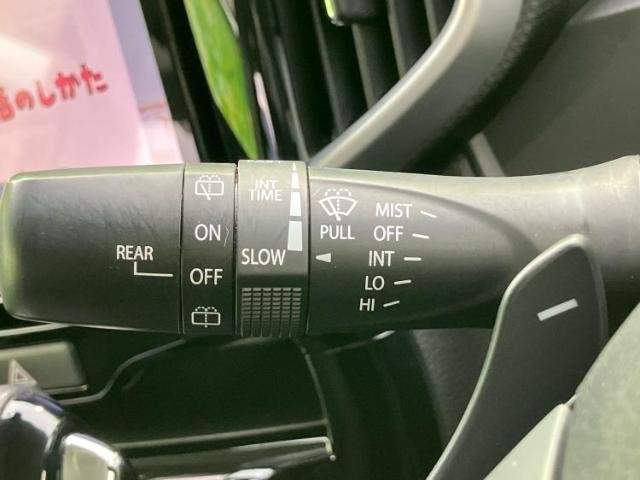 のしかた
INT
TIME
SLOW
REAR
ON
OFF
PULL
MIST
OFF
INT
LO
HI